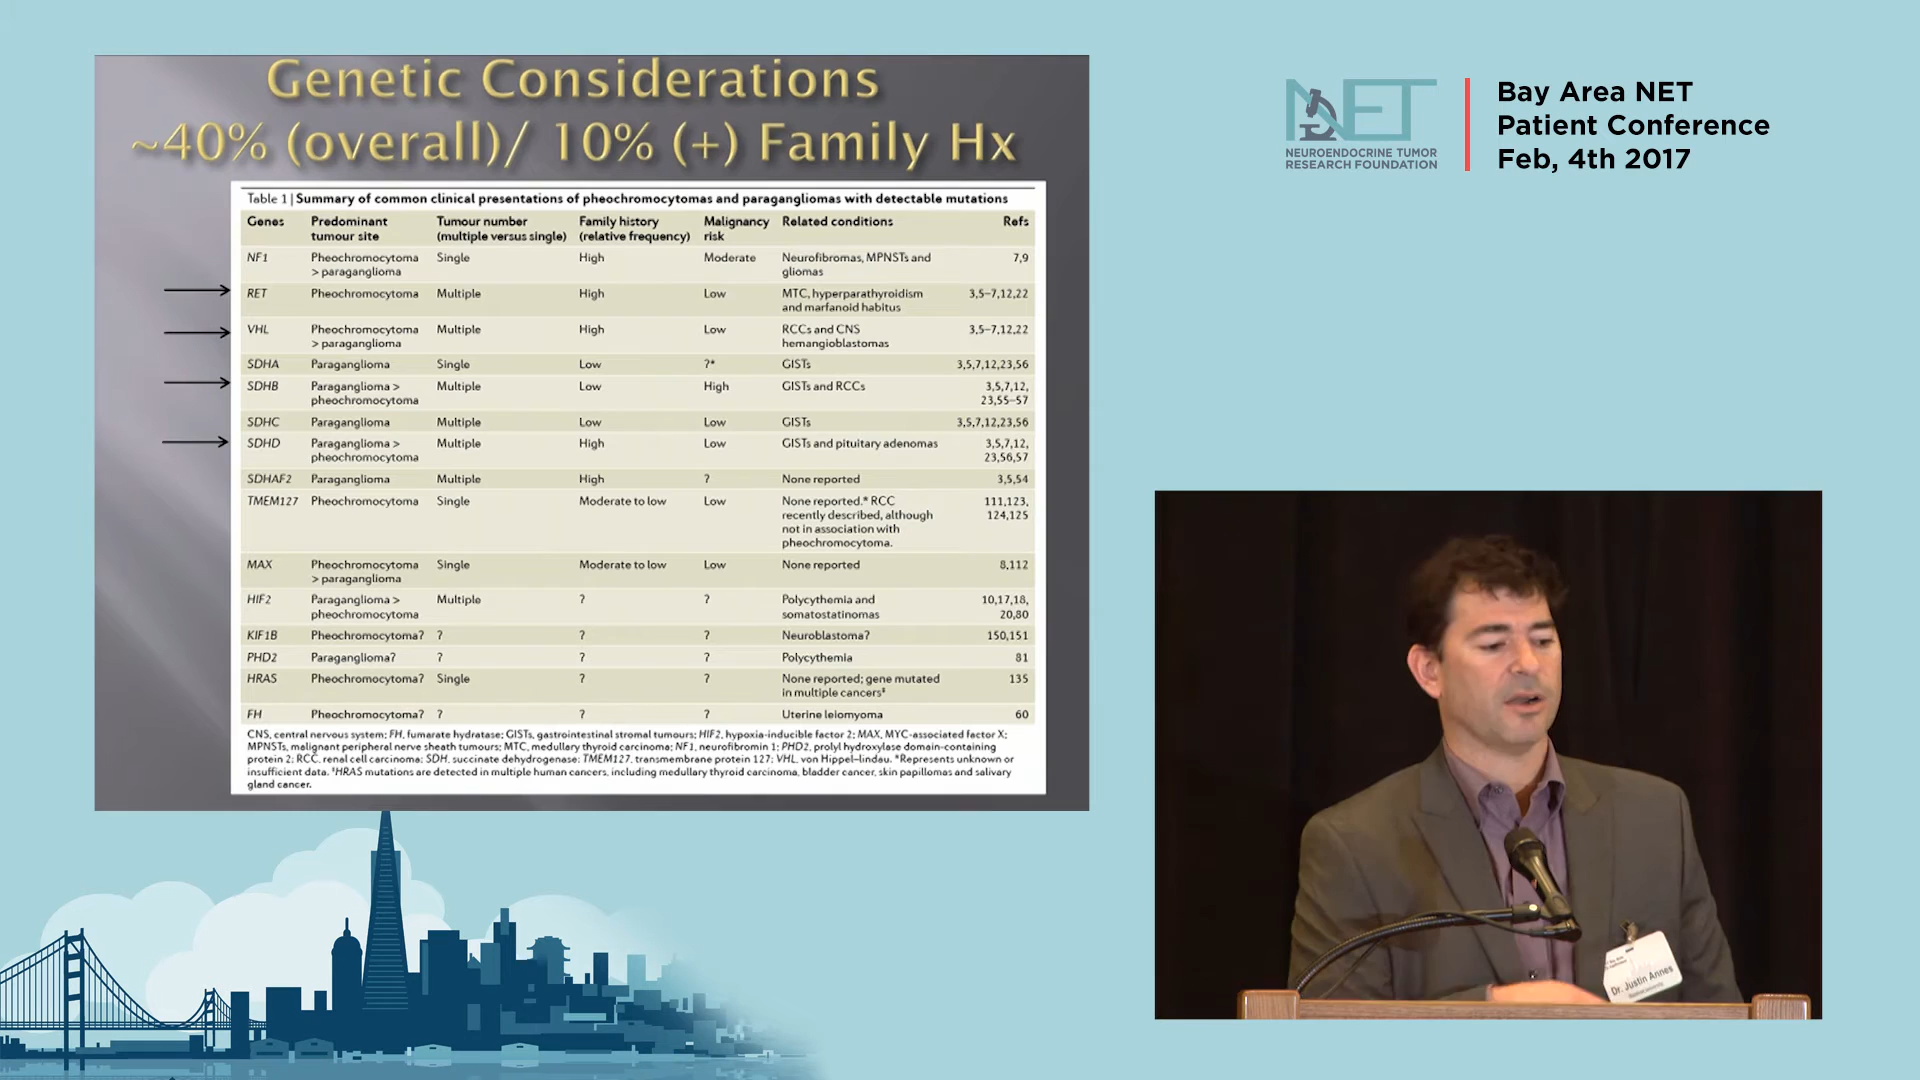 Genetic Considerations
~40% (overall)/ 10% (+) Family Hx
Table 1 | Summary of common clinical presentations of pheochromocytomas and paragangliomas with detectable mutations
Genes Predominant tumour site Tumour number (multiple versus single) Family history (relative frequency) Malignancy risk Related conditions Refs
NF1 Pheochromocytoma > paraganglioma Single High Moderate Neurofibromas, MPNSTs and gliomas 7,9
RET Pheochromocytoma Multiple High Low MTC, hyperparathyroidism and marfanoid habitus 3,5–7,12,22
VHL Pheochromocytoma > paraganglioma Multiple High Low RCCs and CNS hemangioblastomas 3,5–7,12,22
SDHA Paraganglioma Single Low ?* GISTs 3,5,7,12,23,56
SDHB Paraganglioma > pheochromocytoma Multiple Low High GISTs and RCCs 3,5,7,12, 23,55–57
SDHC Paraganglioma Multiple Low Low GISTs 3,5,7,12,23,56
SDHD Paraganglioma > pheochromocytoma Multiple High Low GISTs and pituitary adenomas 3,5,7,12, 23,56,57
SDHAF2 Paraganglioma Multiple High ? None reported 3,5,54
TMEM127 Pheochromocytoma Single Moderate to low Low None reported.* RCC recently described, although not in association with pheochromocytoma. 111,123, 124,125
MAX Pheochromocytoma > paraganglioma Single Moderate to low Low None reported 8,112
HIF2 Paraganglioma > pheochromocytoma Multiple ? ? Polycythemia and somatostatinomas 10,17,18, 20,80
KIF1B Pheochromocytoma? ? ? ? Neuroblastoma? 150,151
PHD2 Paraganglioma? ? ? ? Polycythemia 81
HRAS Pheochromocytoma? Single ? ? None reported; gene mutated in multiple cancers‡ 135
FH Pheochromocytoma? ? ? ? Uterine leiomyoma 60
CNS, central nervous system; FH, fumarate hydratase; GISTs, gastrointestinal stromal tumours; HIF2, hypoxia-inducible factor 2; MAX, MYC-associated factor X;
MPNSTs, malignant peripheral nerve sheath tumours; MTC, medullary thyroid carcinoma; NF1, neurofibromin 1; PHD2, prolyl hydroxylase domain-containing
protein 2; RCC, renal cell carcinoma; SDH, succinate dehydrogenase; TMEM127, transmembrane protein 127; VHL, von Hippel–lindau. *Represents unknown or
insufficient data. ‡HRAS mutations are detected in multiple human cancers, including medullary thyroid carcinoma, bladder cancer, skin papillomas and salivary
gland cancer.
NET
NEUROENDOCRINE TUMOR
RESEARCH FOUNDATION
Bay Area NET
Patient Conference
Feb, 4th 2017
Dr. Justin Annes